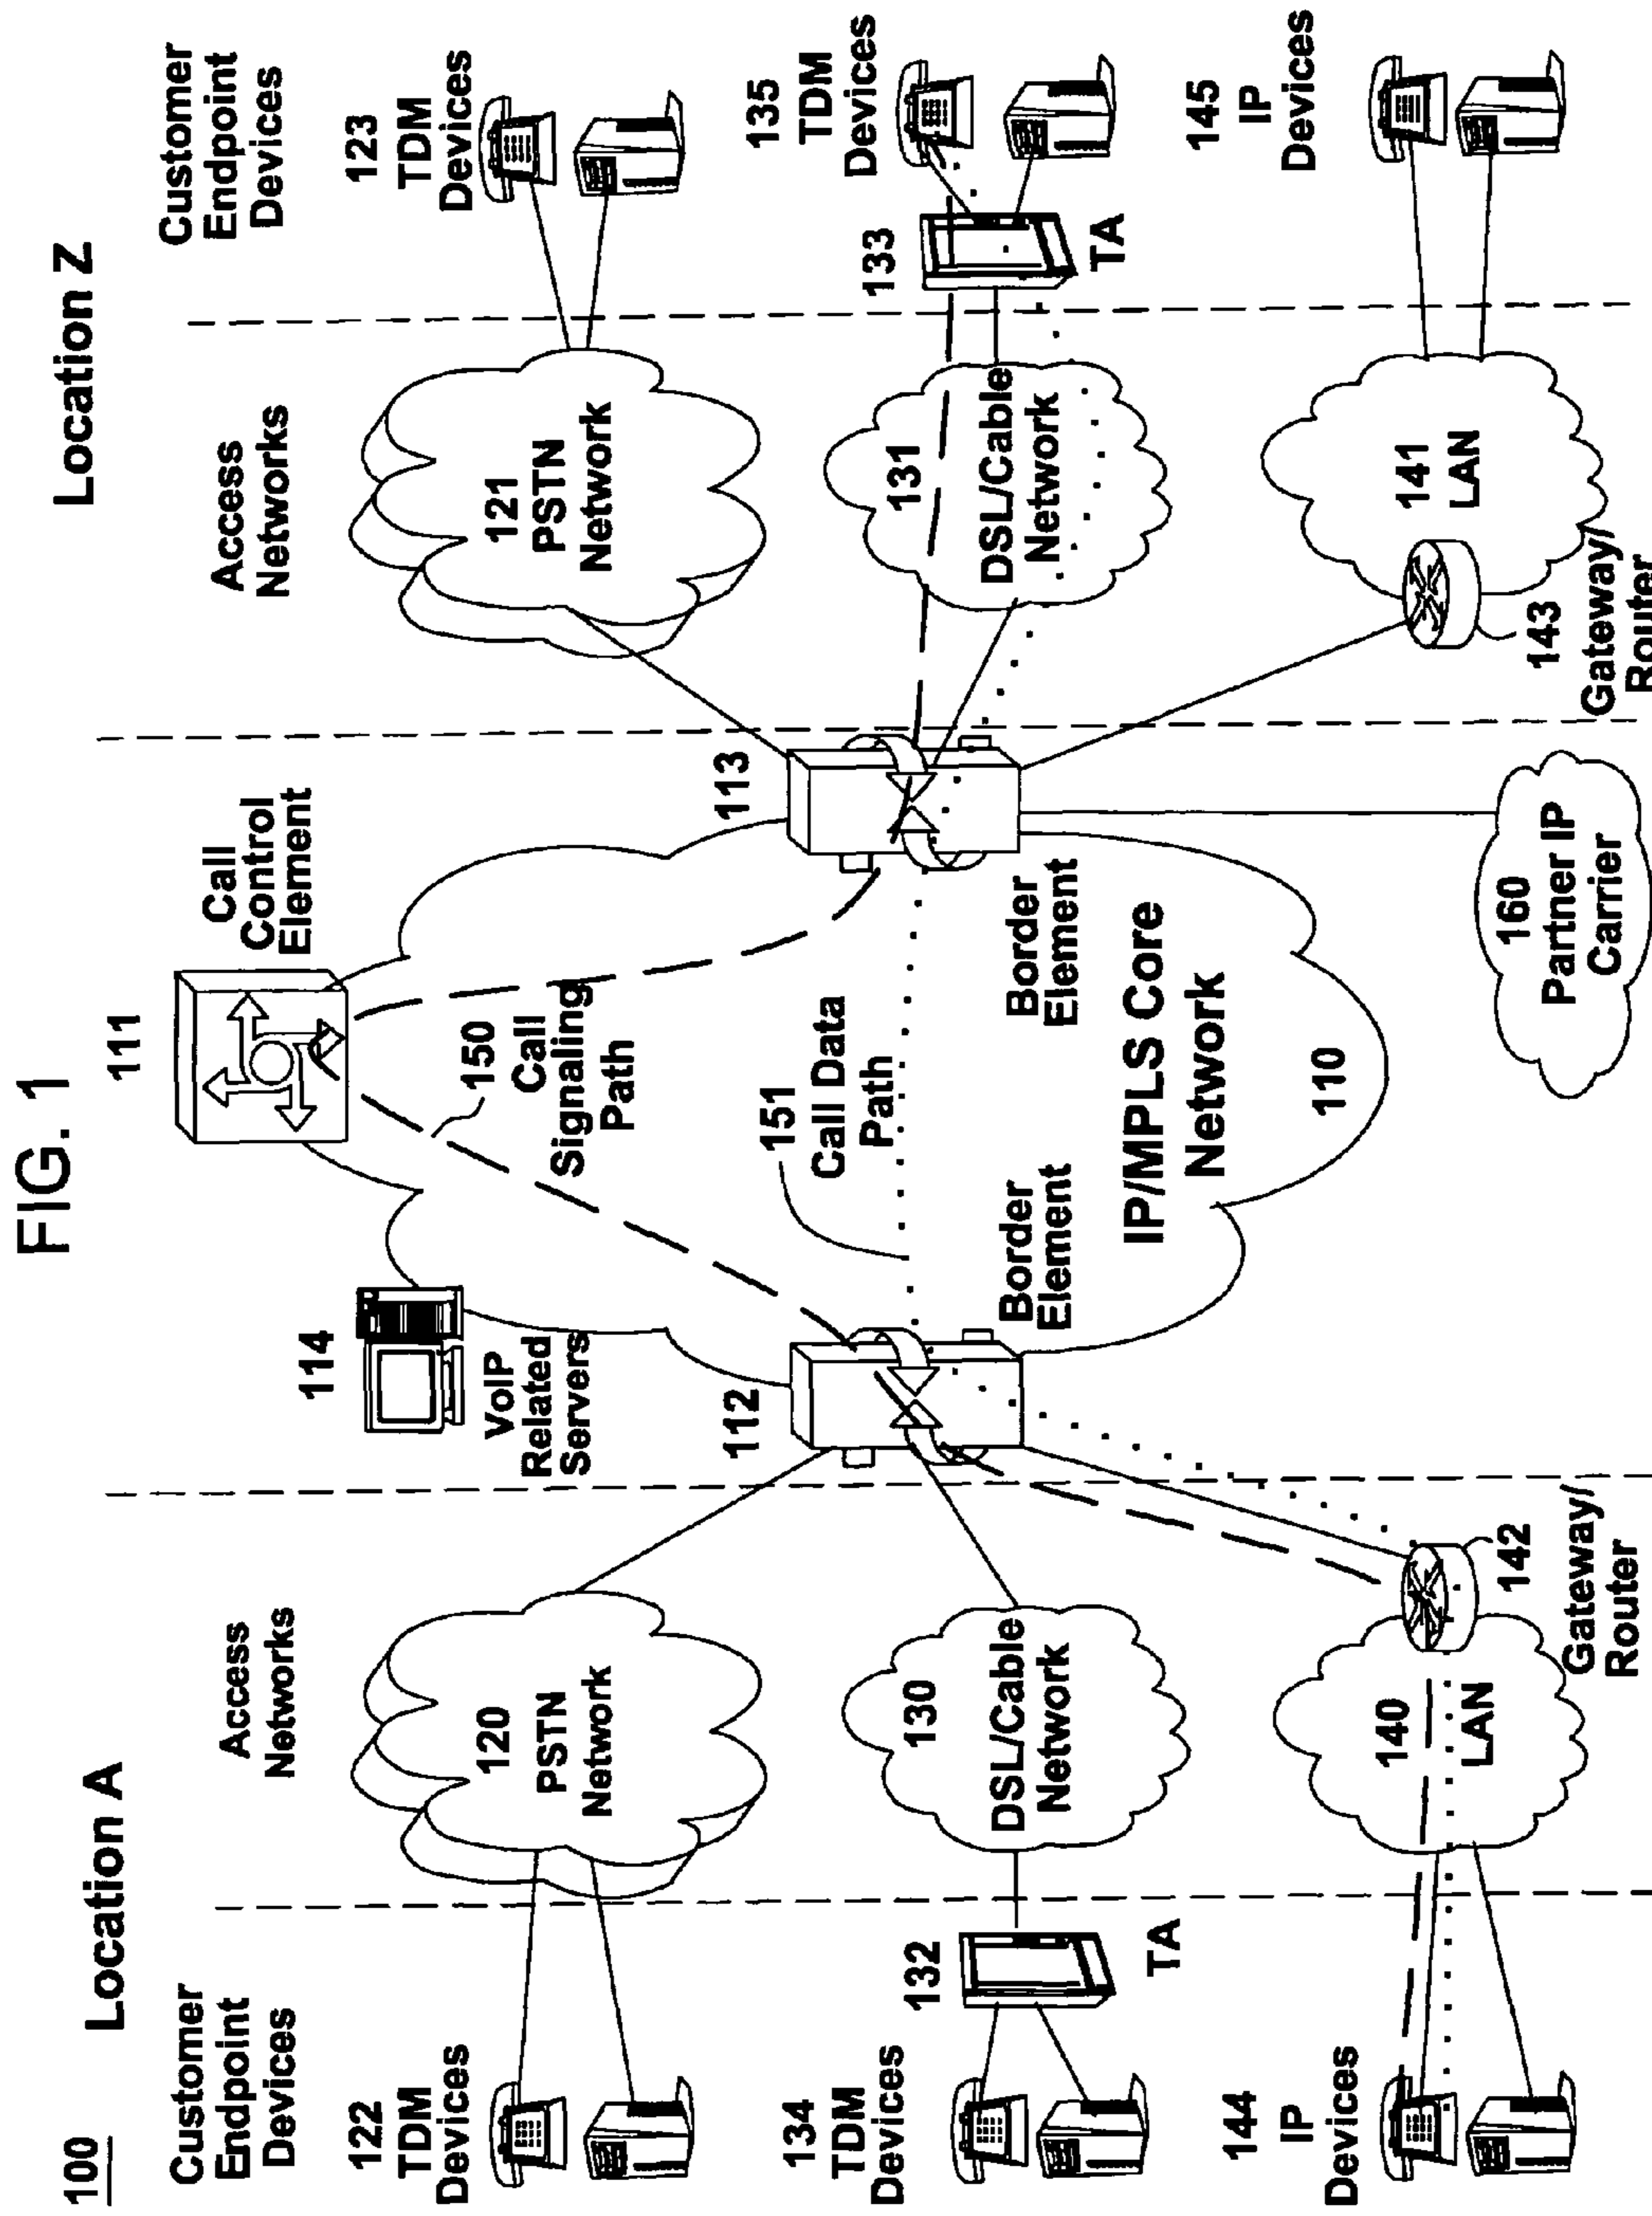 FIG. 1
100
Location A
Location Z
Customer
Endpoint
Devices
Access
Networks
114
VoIP
Related
Servers
111
Call
Control
Element
Access
Networks
Customer
Endpoint
Devices
122
TDM
Devices
120
PSTN
Network
150
Call
Signaling
Path
121
PSTN
Network
123
TDM
Devices
134
TDM
Devices
132
TA
130
DSL/Cable
Network
112
Border
Element
151
Call Data
Path
113
Border
Element
131
DSL/Cable
Network
133
TA
135
TDM
Devices
IP/MPLS Core
Network
110
144
IP
Devices
140
LAN
142
Gateway/
Router
160
Partner IP
Carrier
143
Gateway/
Router
141
LAN
145
IP
Devices